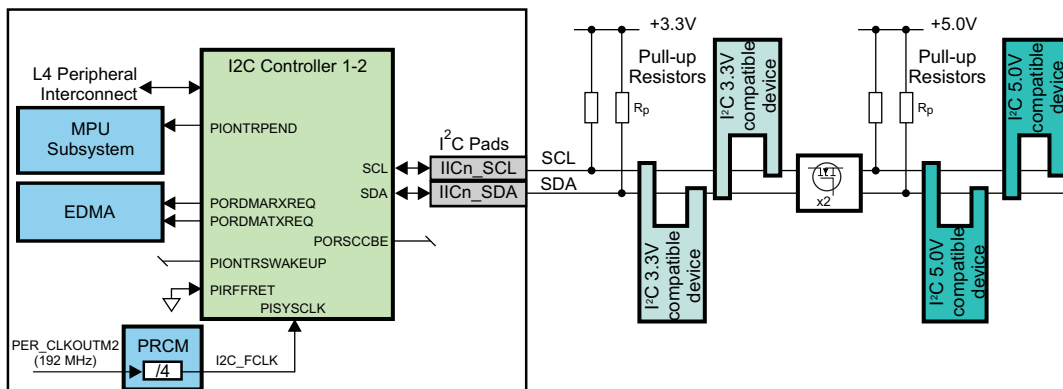 I2C Controller 1-2
L4 Peripheral
Interconnect
MPU
Subsystem
PIONTRPEND
EDMA
PORDMARXREQ
PORDMATXREQ
PIONTRSWAKEUP
PIRFFRET
PISYSCLK
SCL
SDA
PORSCCBE
I²C Pads
IICn_SCL
IICn_SDA
PER_CLKOUTM2
(192 MHz)
PRCM
/4
I2C_FCLK
SCL
SDA
+3.3V
Pull-up
Resistors
Rp
I²C 3.3V
compatible
device
I²C 3.3V
compatible
device
x2
+5.0V
Pull-up
Resistors
Rp
I²C 5.0V
compatible
device
I²C 5.0V
compatible
device